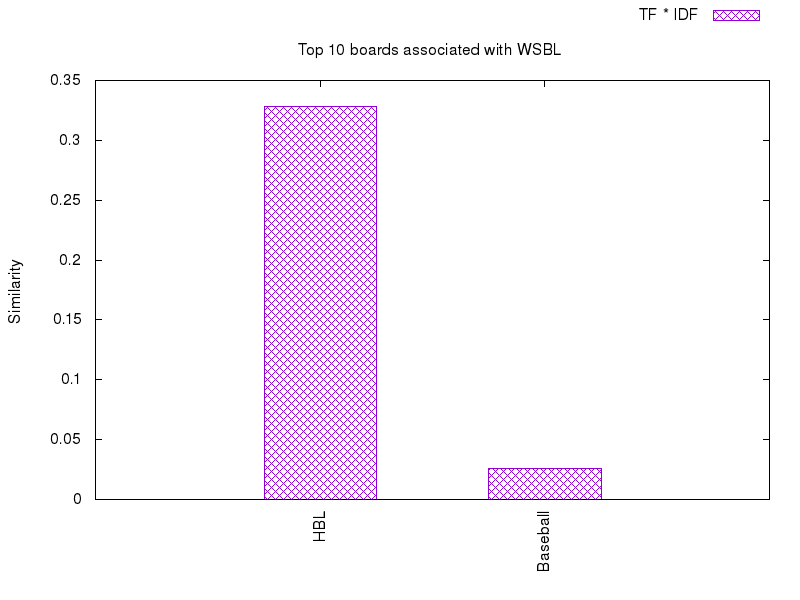 TF * IDF
Top 10 boards associated with WSBL
0.35
0.3
0.25
0.2
0.15
0.1
0.05
0
Similarity
HBL
Baseball